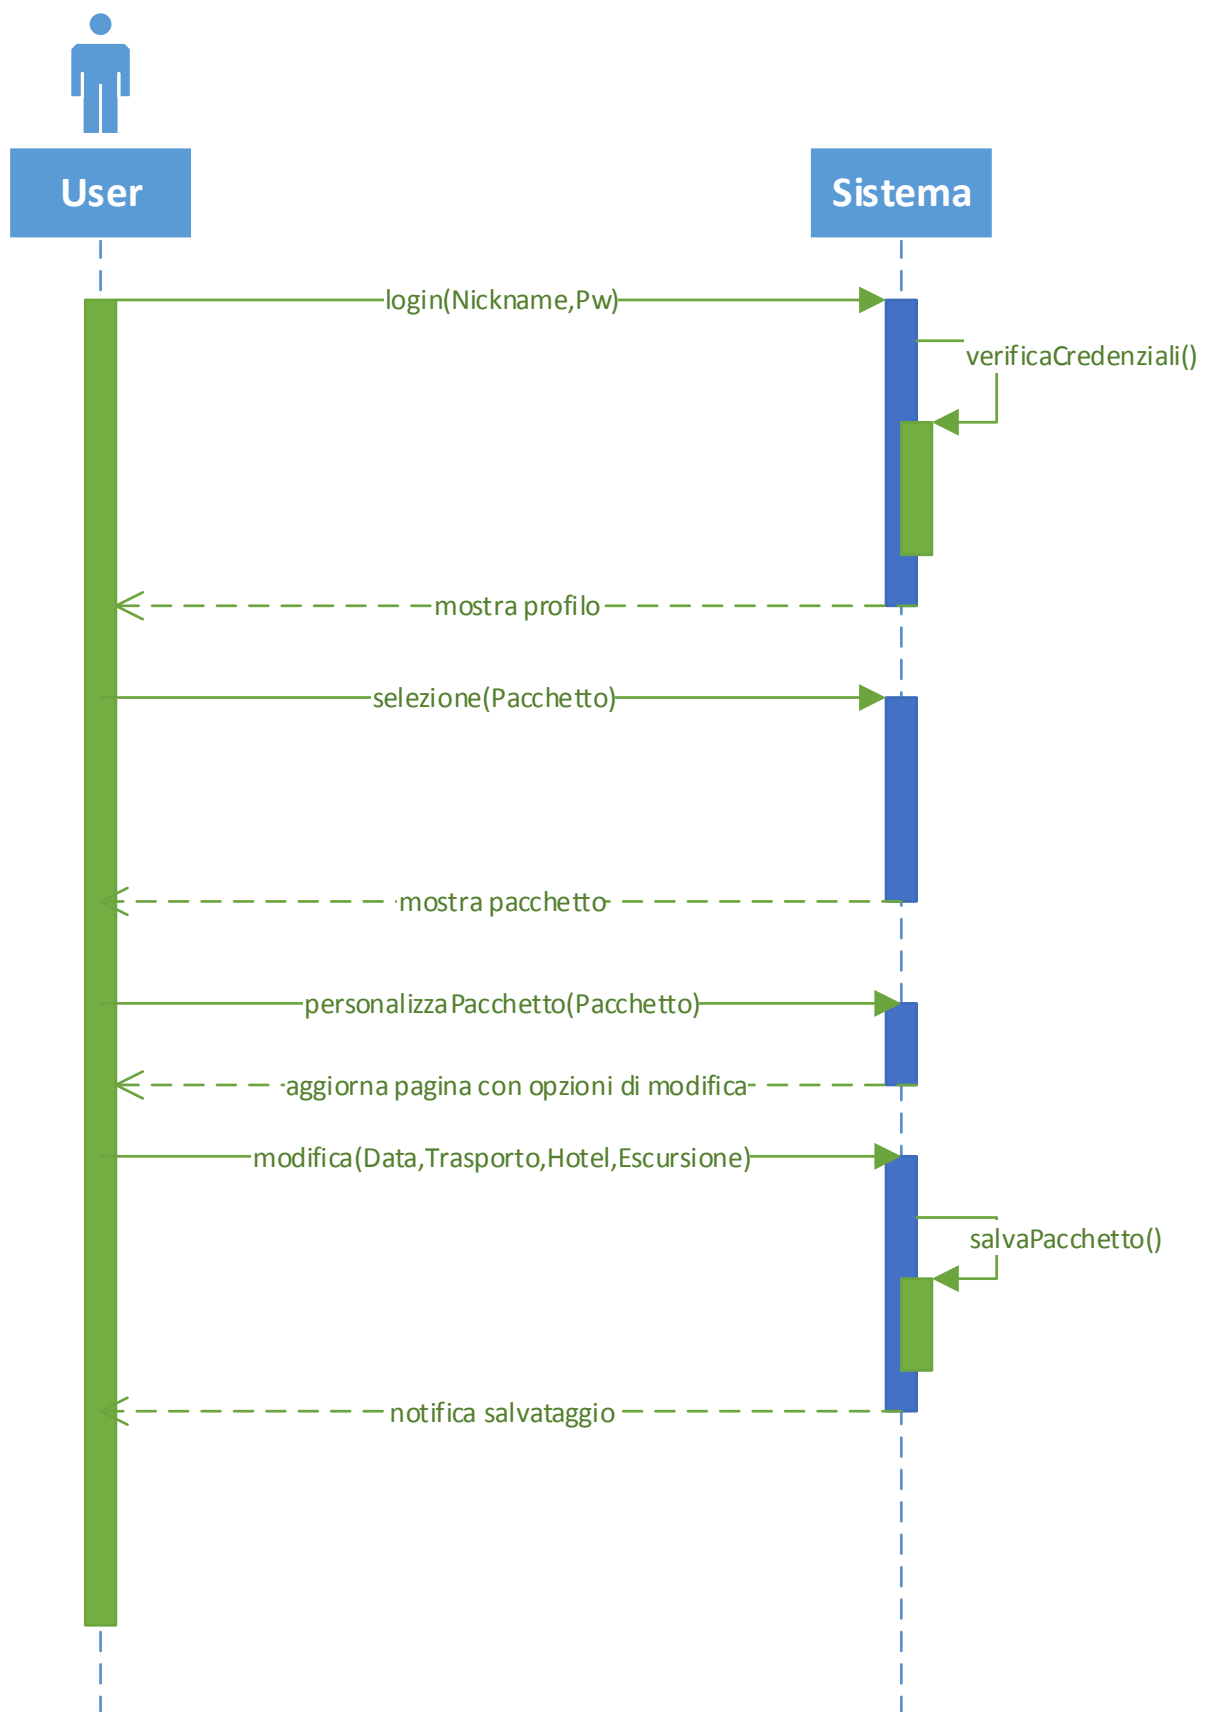 User
Sistema
login(Nickname,Pw)
verificaCredenziali()
mostra profilo
selezione(Pacchetto)
mostra pacchetto
personalizzaPacchetto(Pacchetto)
aggiorna pagina con opzioni di modifica
modifica(Data,Trasporto,Hotel,Escursione)
salvaPacchetto()
notifica salvataggio